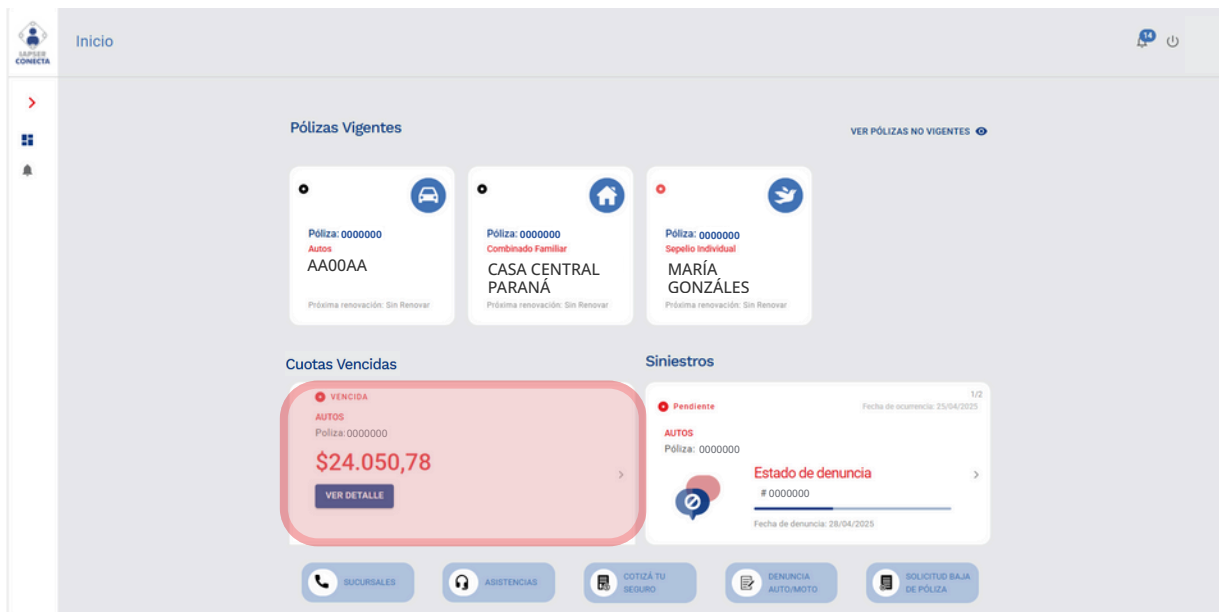 IAPSER
CONECTA
Inicio
14
Pólizas Vigentes
VER PÓLIZAS NO VIGENTES
Póliza: 0000000
Autos
AA00AA
Próxima renovación: Sin Renovar
Póliza: 0000000
Combinado Familiar
CASA CENTRAL
PARANÁ
Próxima renovación: Sin Renovar
Póliza: 0000000
Sepelio Individual
MARÍA
GONZÁLES
Próxima renovación: Sin Renovar
Cuotas Vencidas
VENCIDA
AUTOS
Poliza: 0000000
$24.050,78
VER DETALLE
Siniestros
1/2
Pendiente
Fecha de ocurrencia: 25/04/2025
AUTOS
Póliza: 0000000
Estado de denuncia
# 0000000
Fecha de denuncia: 28/04/2025
SUCURSALES
ASISTENCIAS
COTIZÁ TU
SEGURO
DENUNCIA
AUTO/MOTO
SOLICITUD BAJA
DE PÓLIZA